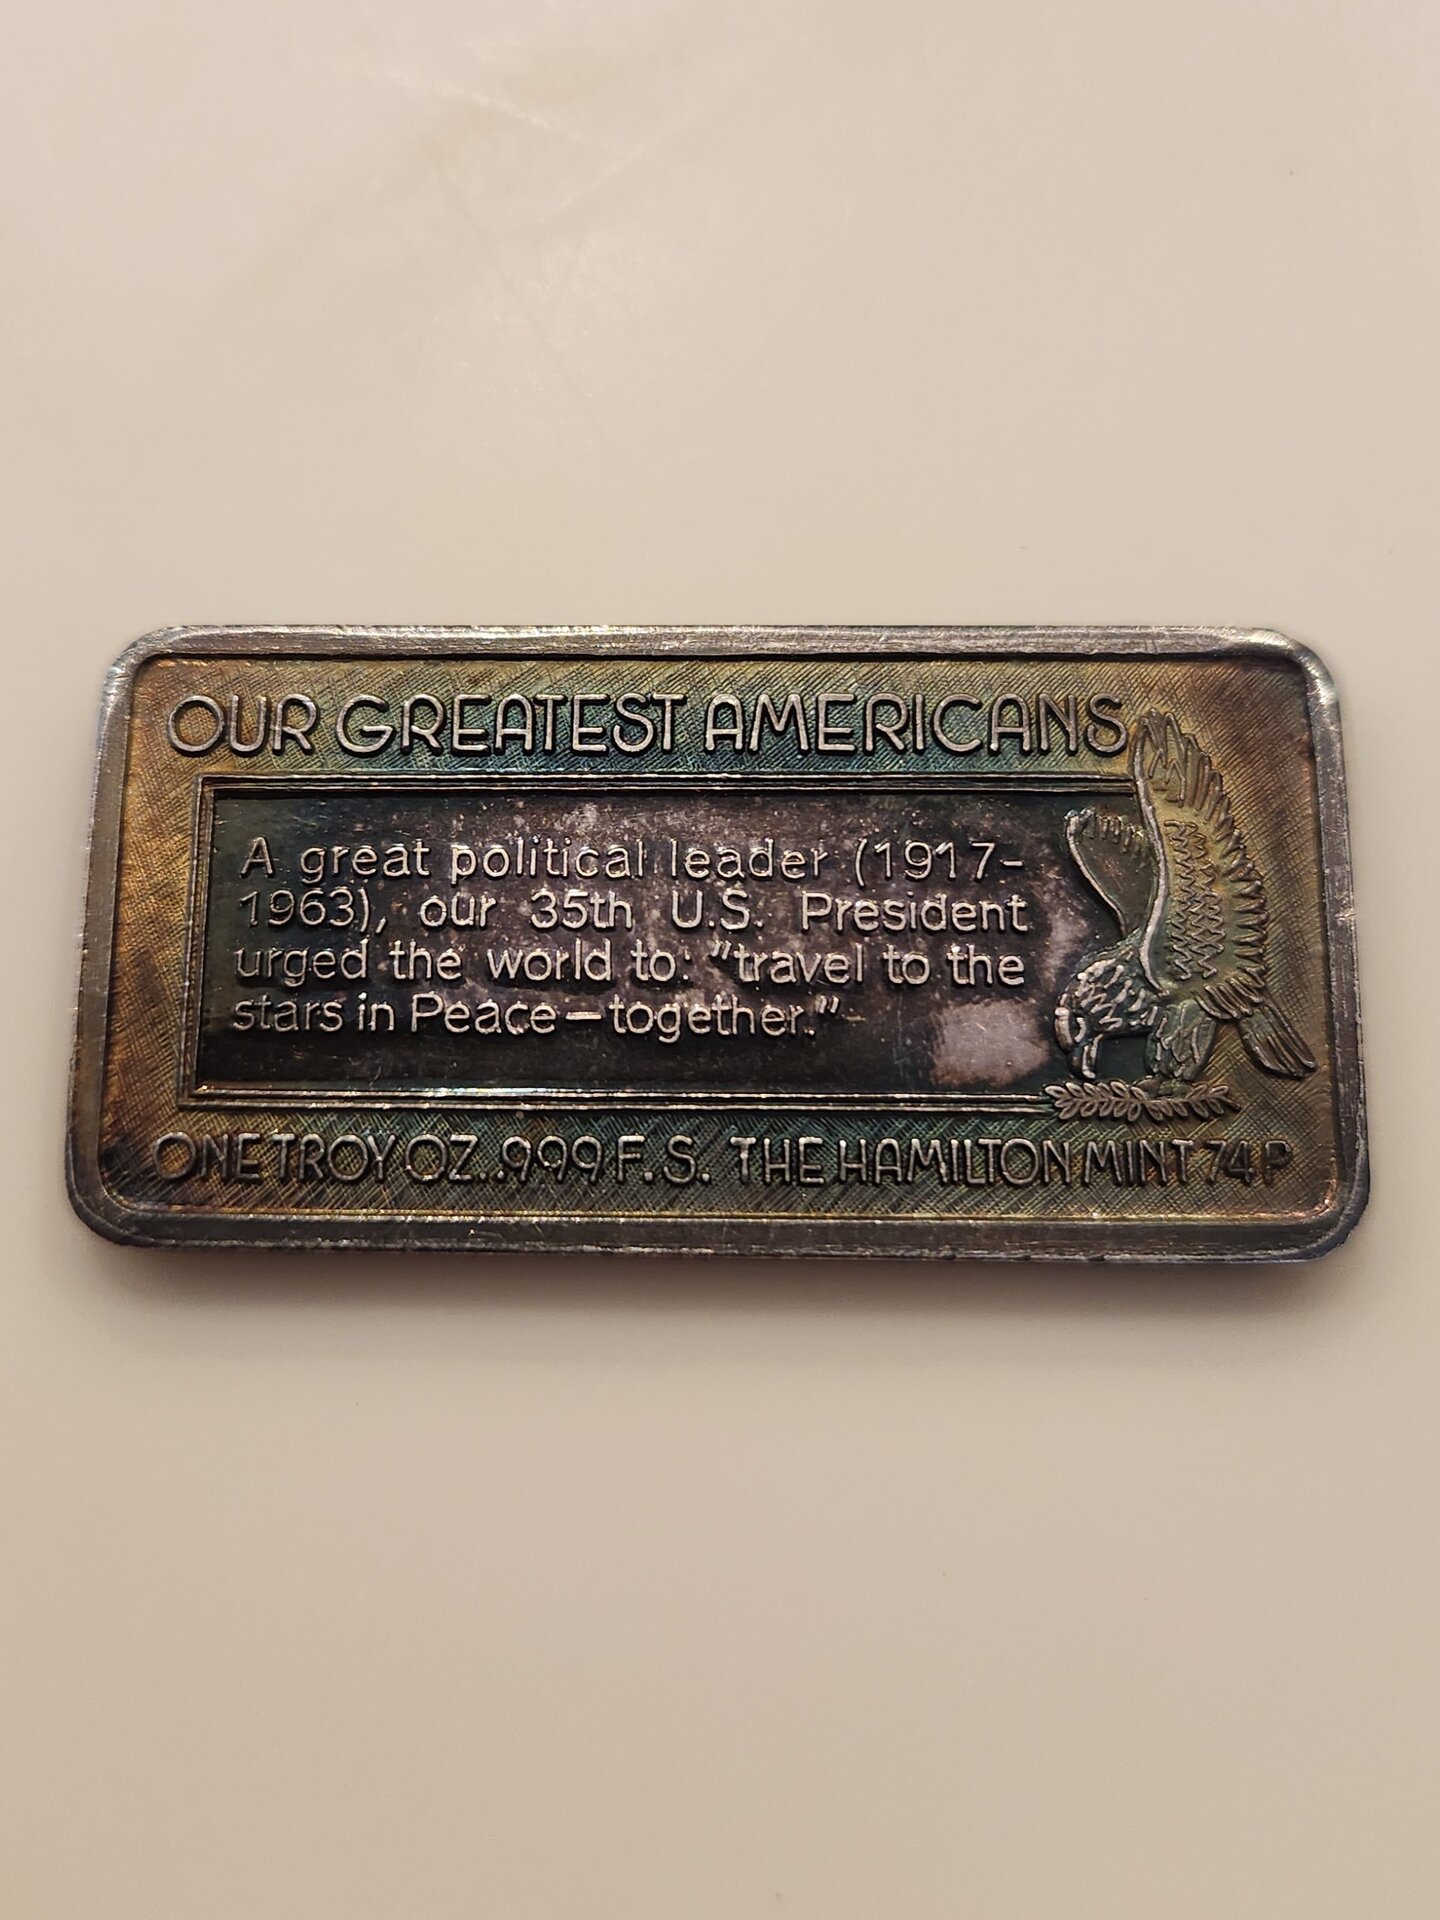 OUR GREATEST AMERICANS
A great political leader (1917-
1963), our 35th U.S. President
urged the world to: "travel to the
stars in Peace—together."
ONE TROY OZ. .999 F.S. THE HAMILTON MINT 74 P